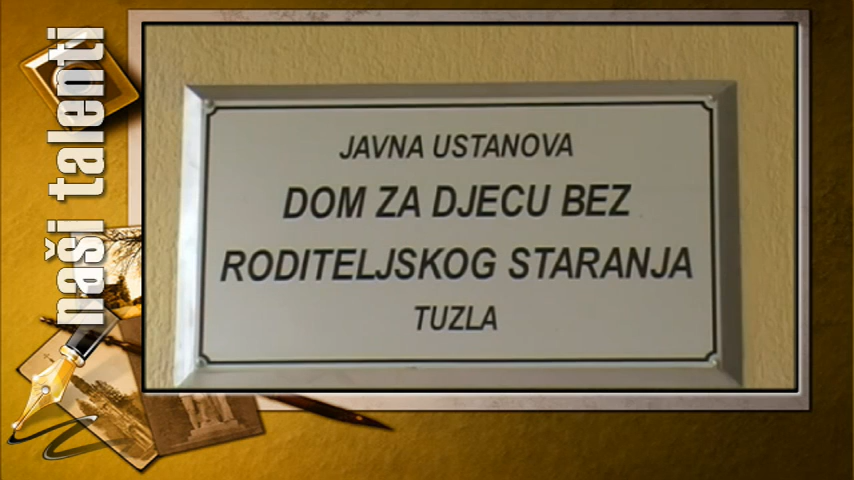 naši talenti
JAVNA USTANOVA
DOM ZA DJECU BEZ
RODITELJSKOG STARANJA
TUZLA